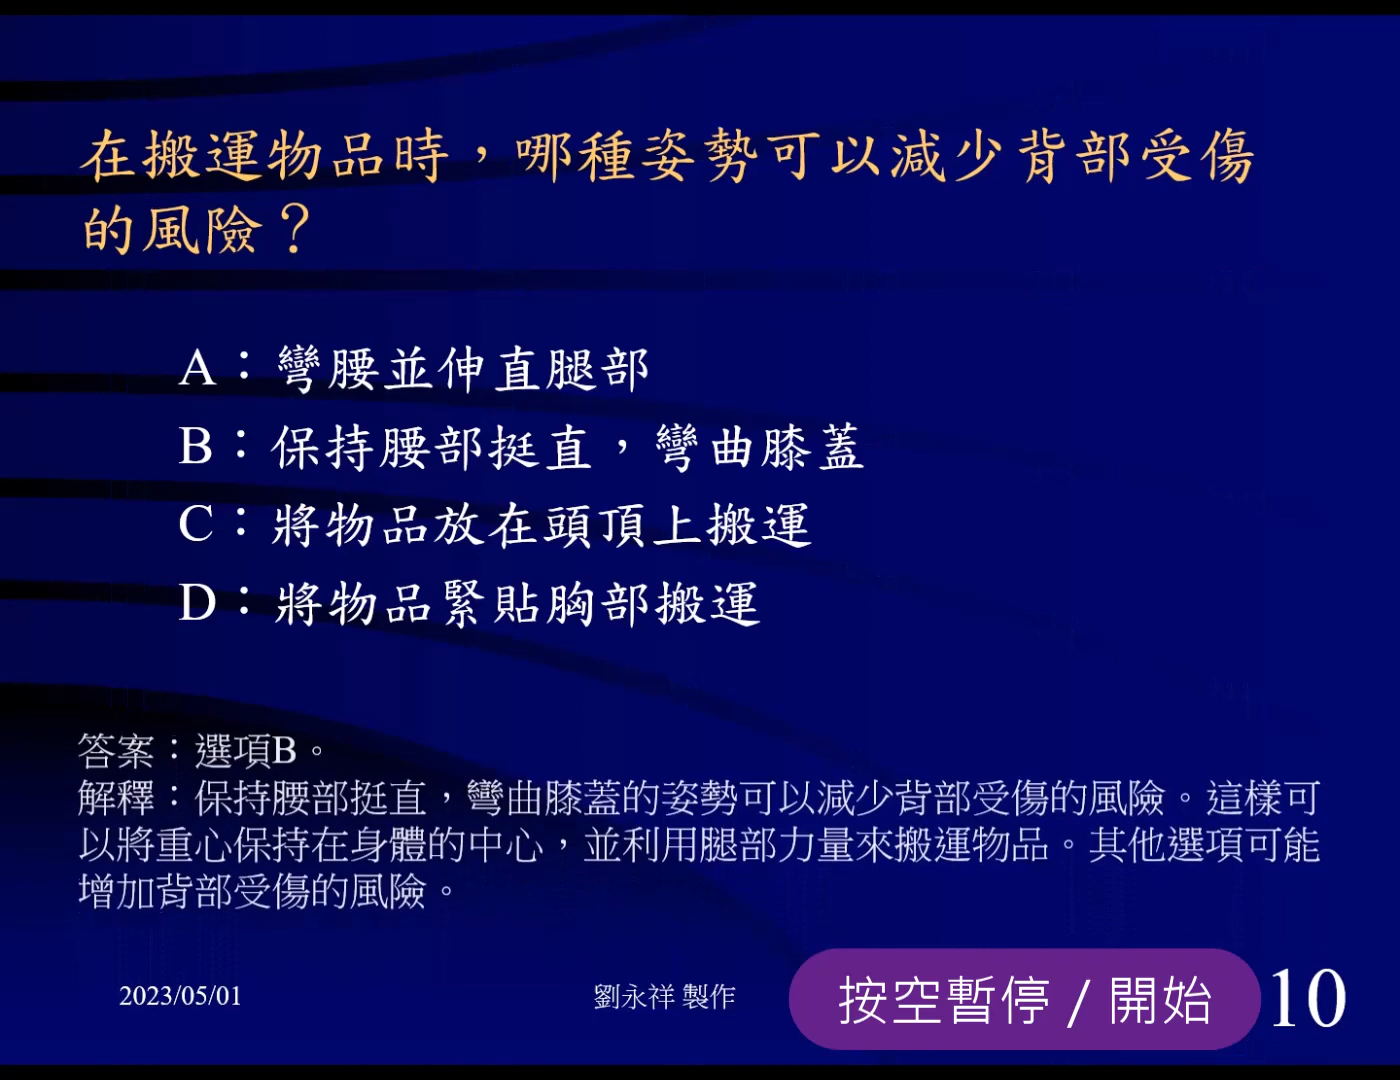 在搬運物品時，哪種姿勢可以減少背部受傷
的風險？
A：彎腰並伸直腿部
B：保持腰部挺直，彎曲膝蓋
C：將物品放在頭頂上搬運
D：將物品緊貼胸部搬運
答案：選項B。
解釋：保持腰部挺直，彎曲膝蓋的姿勢可以減少背部受傷的風險。這樣可
以將重心保持在身體的中心，並利用腿部力量來搬運物品。其他選項可能
增加背部受傷的風險。
2023/05/01
劉永祥 製作
按空暫停 / 開始
10